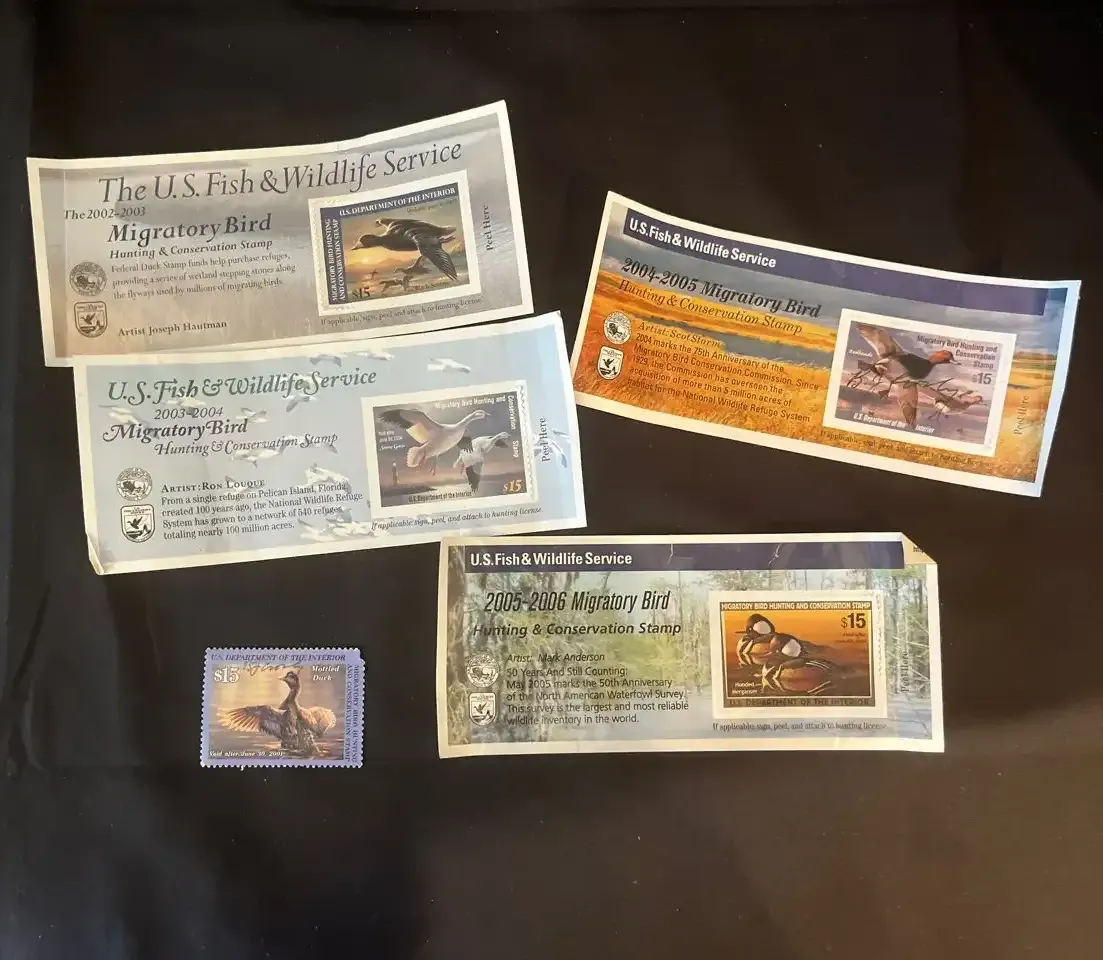 The U.S. Fish & Wildlife Service
The 2002-2003
Migratory Bird
Hunting & Conservation Stamp
Federal Duck Stamp funds help purchase refuges,
providing a series of wetland stepping stones along
the flyways used by millions of migrating birds.
Artist Joseph Hautman
U.S. DEPARTMENT OF THE INTERIOR
MIGRATORY BIRD HUNTING
AND CONSERVATION STAMP
$15
Peel Here
If applicable, sign, peel and attach to hunting license
U.S. Fish & Wildlife Service
2003-2004
Migratory Bird
Hunting & Conservation Stamp
ARTIST: RON LOUQUE
From a single refuge on Pelican Island, Florida,
created 100 years ago, the National Wildlife Refuge
System has grown to a network of 540 refuges
totaling nearly 100 million acres.
Migratory Bird Hunting and Conservation Stamp
June 30, 2004
Snow Geese
U.S. Department of the Interior
$15
Peel Here
If applicable sign, peel, and attach to hunting license.
U.S. Fish & Wildlife Service
2004-2005 Migratory Bird
Hunting & Conservation Stamp
Artist: Scot Storm
2004 marks the 75th Anniversary of the
Migratory Bird Conservation Commission. Since
1929, the Commission has overseen the
acquisition of more than 5 million acres of
habitat for the National Wildlife Refuge System
Migratory Bird Hunting and
Conservation
Stamp
$15
Redheads
U.S. Department of the Interior
Peel Here
If applicable, sign, peel and attach to hunting license
U.S. Fish & Wildlife Service
2005-2006 Migratory Bird
Hunting & Conservation Stamp
Artist: Mark Anderson
50 Years And Still Counting:
May 2005 marks the 50th Anniversary
of the North American Waterfowl Survey.
This survey is the largest and most reliable
wildlife inventory in the world.
MIGRATORY BIRD HUNTING AND CONSERVATION STAMP
$15
Hooded
Merganser
U.S. DEPARTMENT OF THE INTERIOR
Peel Here
If applicable, sign, peel, and attach to hunting license
U.S. DEPARTMENT OF THE INTERIOR
$15
Mottled
Duck
MIGRATORY BIRD HUNTING
AND CONSERVATION STAMP
Void after June 30, 2001